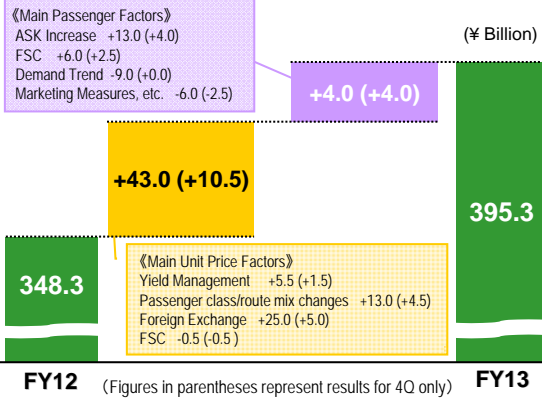 《Main Passenger Factors》
ASK Increase +13.0 (+4.0)
FSC +6.0 (+2.5)
Demand Trend -9.0 (+0.0)
Marketing Measures, etc. -6.0 (-2.5)
(¥ Billion)
+4.0 (+4.0)
+43.0 (+10.5)
395.3
348.3
《Main Unit Price Factors》
Yield Management +5.5 (+1.5)
Passenger class/route mix changes +13.0 (+4.5)
Foreign Exchange +25.0 (+5.0)
FSC -0.5 (-0.5 )
FY12 (Figures in parentheses represent results for 4Q only) FY13